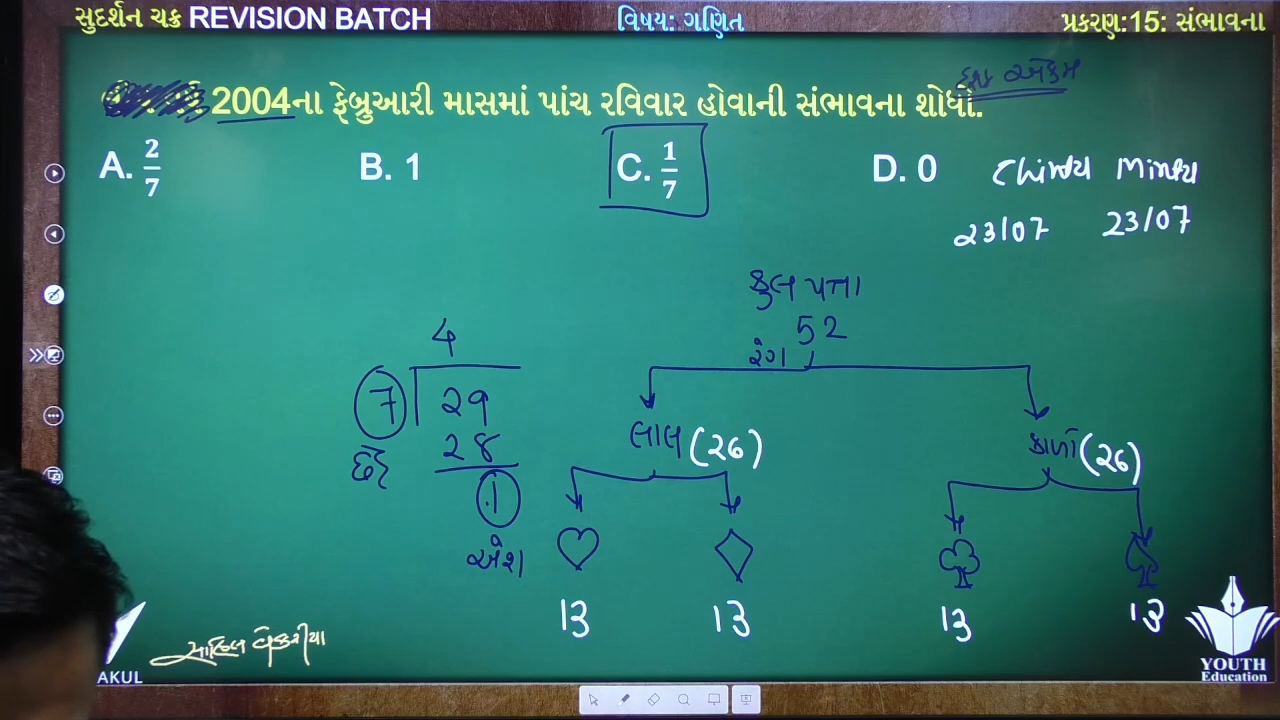 સુદર્શન ચક્ર REVISION BATCH
વિષય: ગણિત
પ્રકરણ:15: સંભાવના
2004ના ફેબ્રુઆરી માસમાં પાંચ રવિવાર હોવાની સંભાવના શોધો.
A. 2/7 B. 1 C. 1/7 D. 0
23/07 23/07
કુલ પત્તા
52
રંગ
4
7 29
28
1
છેદ
અંશ
લાલ (26) કાળો (26)
13 13 13 13
AKUL
YOUTH
Education